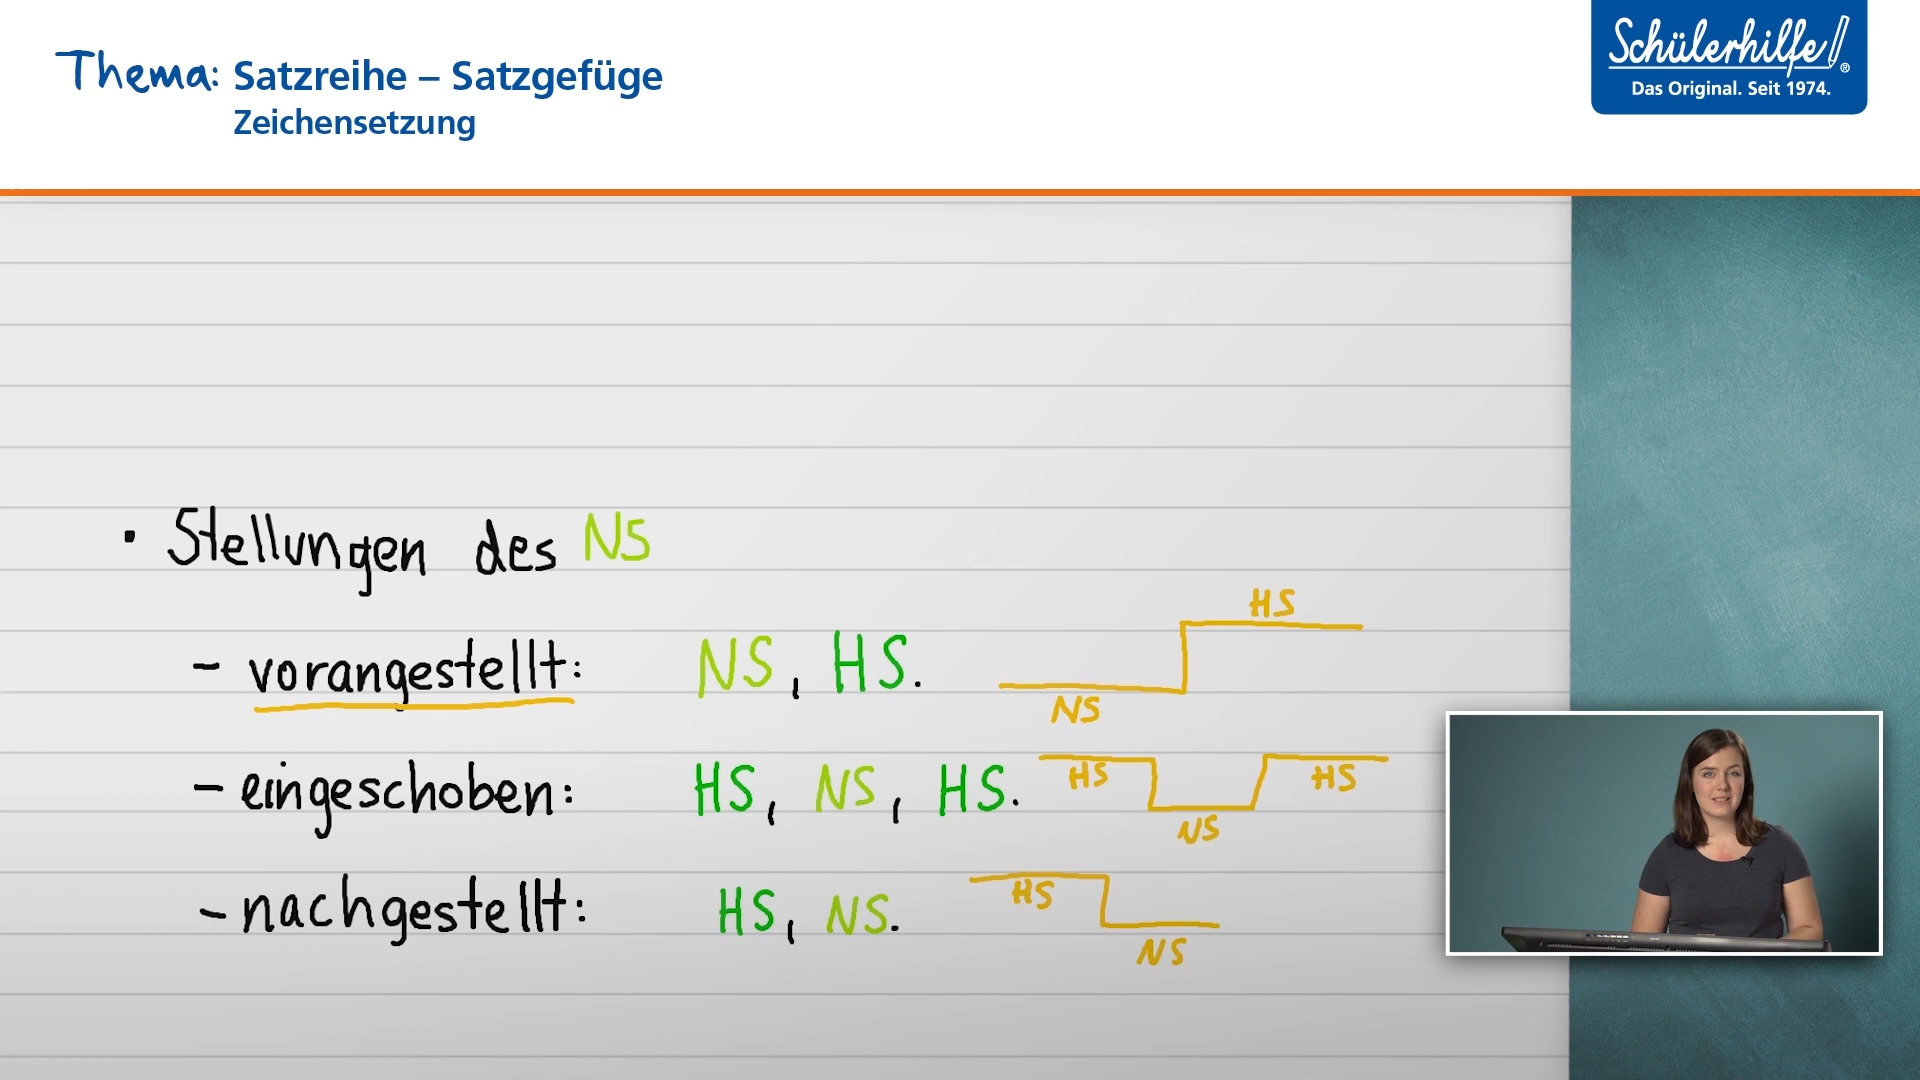 Thema: Satzreihe – Satzgefüge
Zeichensetzung
Schülerhilfe!®
Das Original. Seit 1974.
• Stellungen des NS
– vorangestellt: NS, HS.
HS
NS
– eingeschoben: HS, NS, HS.
HS
HS
NS
– nachgestellt: HS, NS.
HS
NS